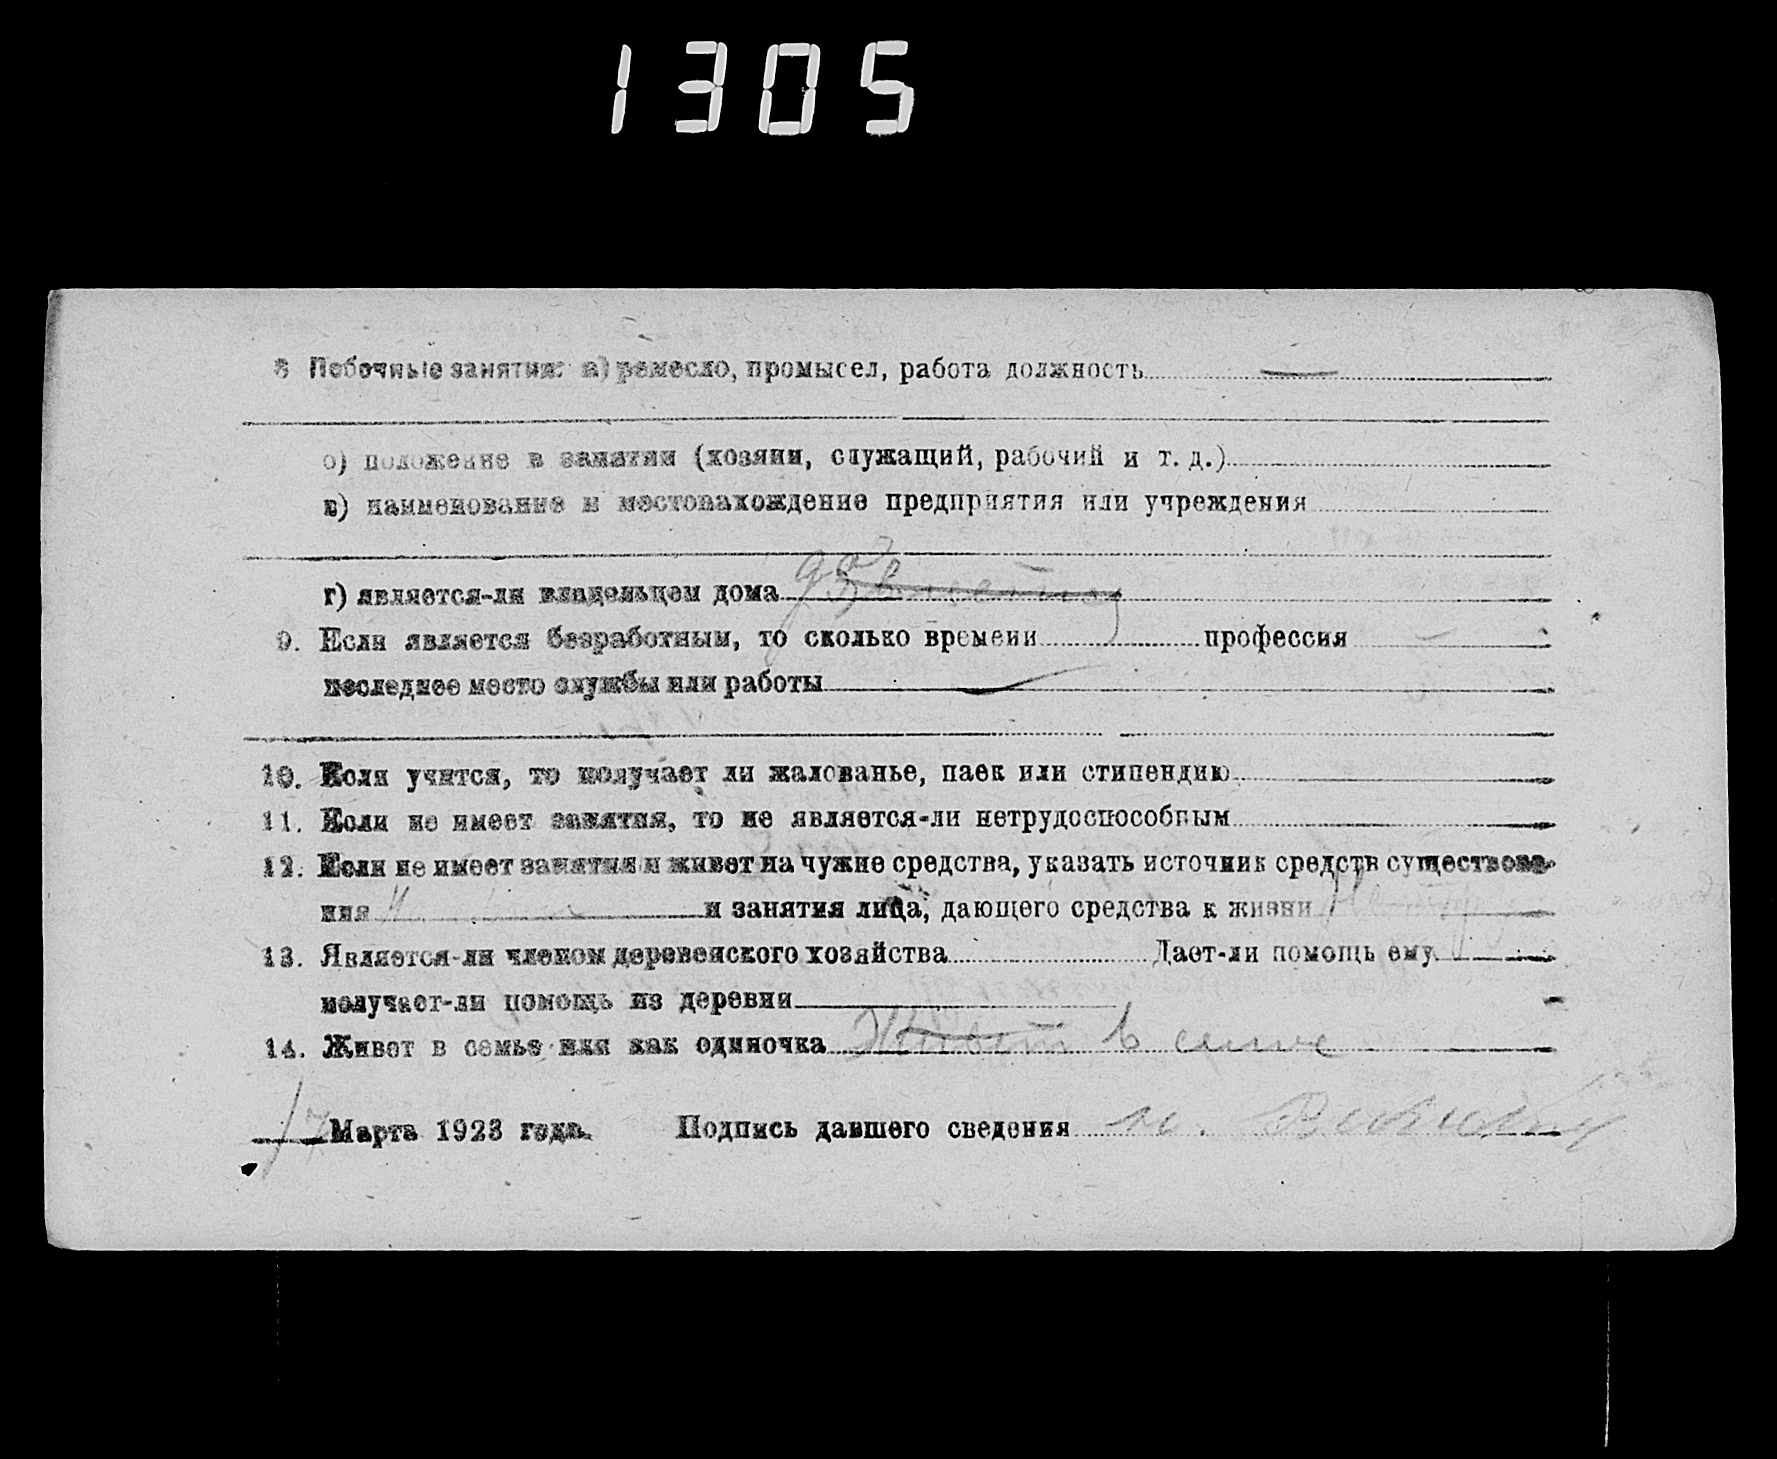 1305
8 Побочные занятия: а) ремесло, промысел, работа должность —
б) положение в занятии (хозяин, служащий, рабочий и т. д.)
в) наименование и местонахождение предприятия или учреждения
г) является-ли владельцем дома
9. Если является безработным, то сколько времени профессия —
последнее место службы или работы —
10. Если учится, то получает ли жалованье, паек или стипендию
11. Если не имеет занятия, то не является-ли нетрудоспособным
12. Если не имеет занятия и живет на чужие средства, указать источник средств существова-
ния и занятия лица, дающего средства к жизни
13. Является-ли членом деревенского хозяйства Дает-ли помощь ему
получает-ли помощь из деревни
14. Живет в семье или как одиночка Живет в семье
17 Марта 1923 года. Подпись давшего сведения